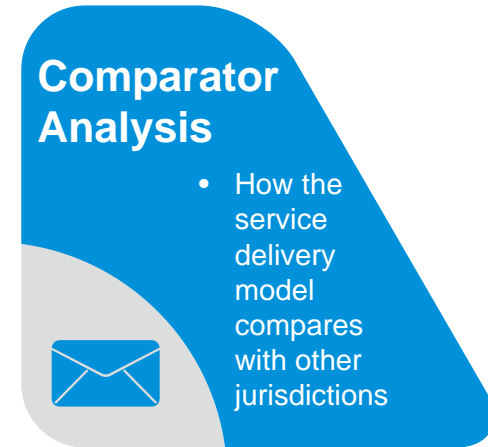 Comparator
Analysis
• How the
service
delivery
model
compares
with other
jurisdictions